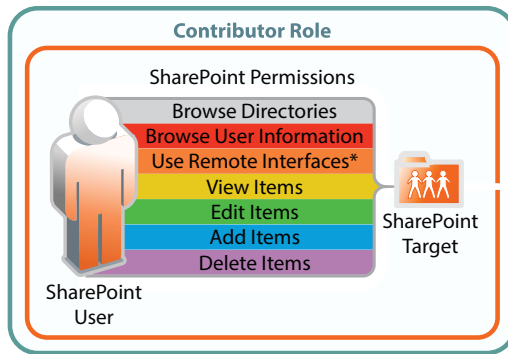 Contributor Role
SharePoint Permissions
Browse Directories
Browse User Information
Use Remote Interfaces*
View Items
Edit Items
Add Items
Delete Items
SharePoint
User
SharePoint
Target